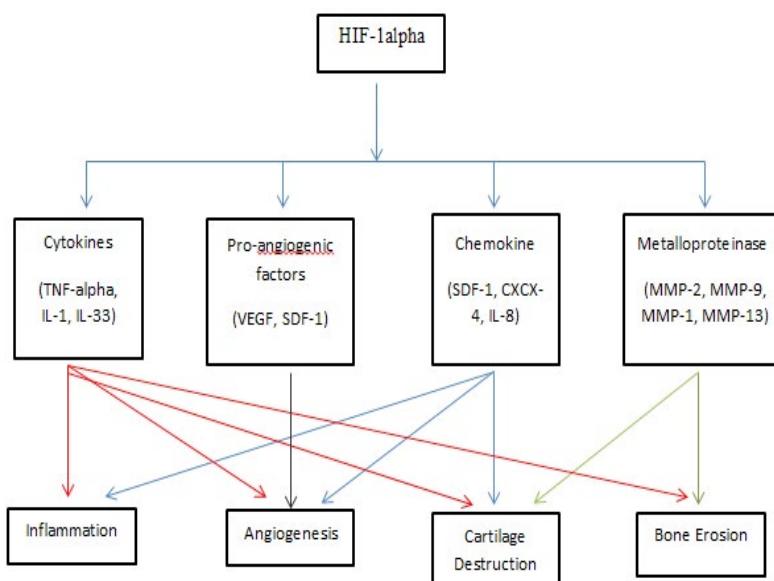 HIF-1alpha
Cytokines
(TNF-alpha,
IL-1, IL-33)
Pro-angiogenic
factors
(VEGF, SDF-1)
Chemokine
(SDF-1, CXCX-
4, IL-8)
Metalloproteinase
(MMP-2, MMP-9,
MMP-1, MMP-13)
Inflammation
Angiogenesis
Cartilage
Destruction
Bone Erosion